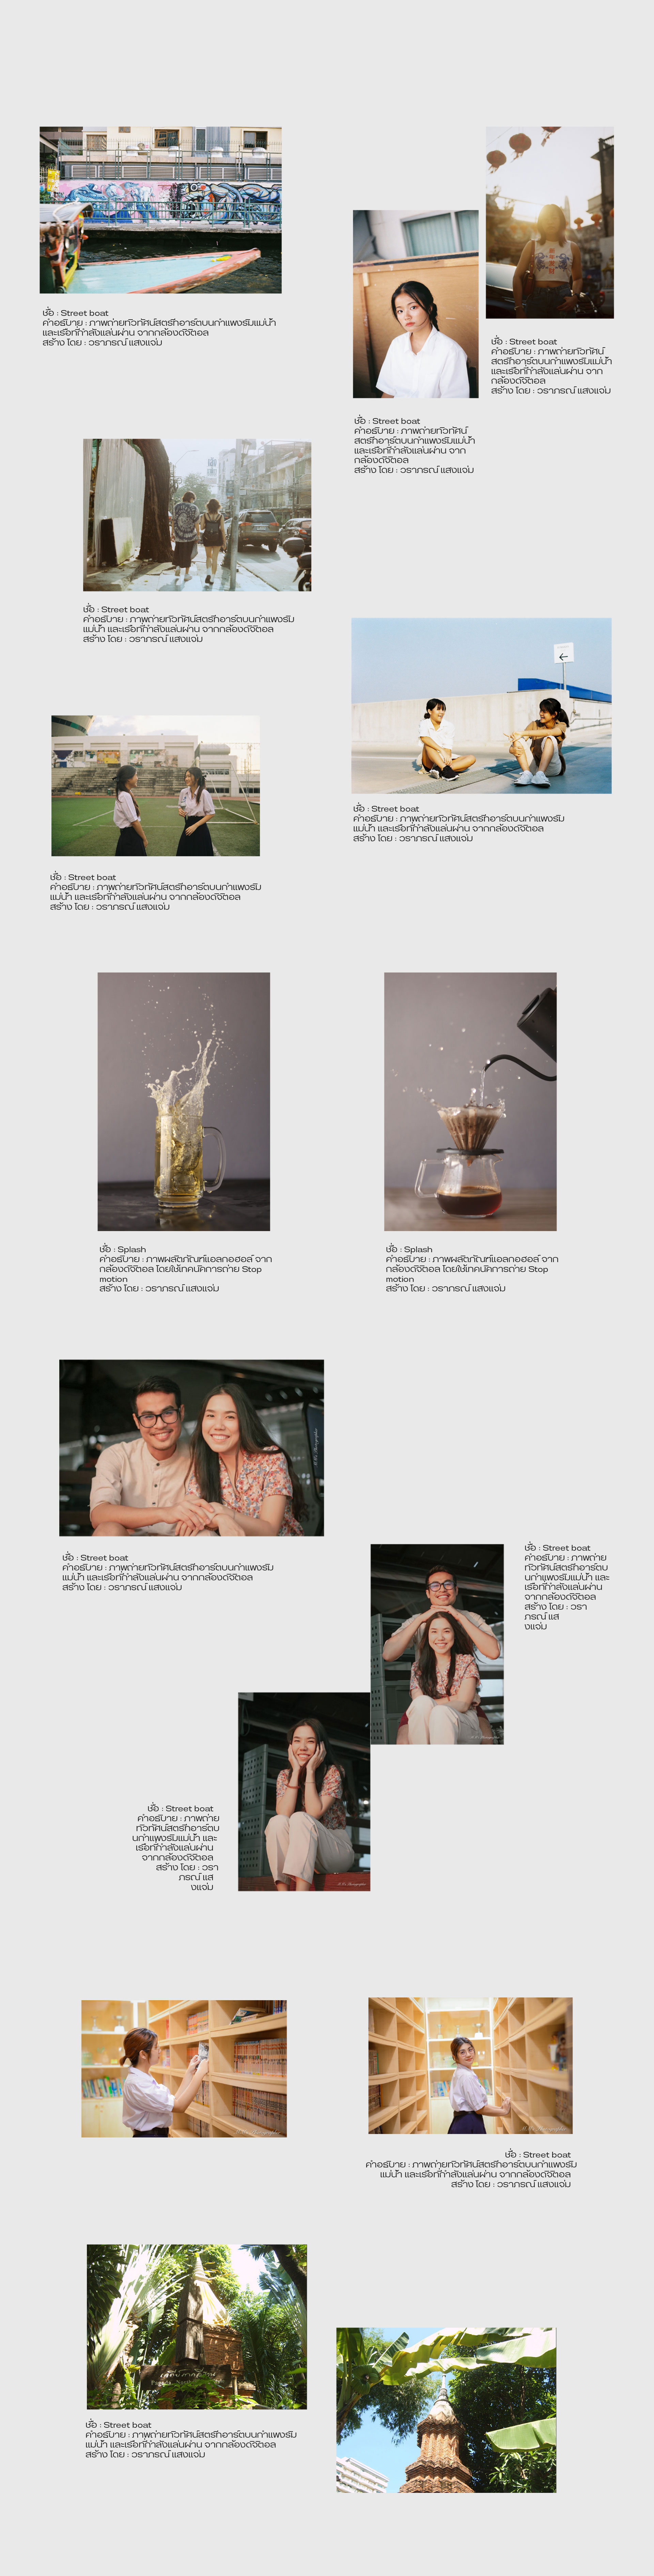 ชื่อ : Street boat
คำอธิบาย : ภาพถ่ายทิวทัศน์สตรีทอาร์ตบนกำแพงริมแม่น้ำ
และเรือที่กำลังแล่นผ่าน จากกล้องดิจิตอล
สร้าง โดย : วราภรณ์ แสงแจ่ม
ชื่อ : Street boat
คำอธิบาย : ภาพถ่ายทิวทัศน์
สตรีทอาร์ตบนกำแพงริมแม่น้ำ
และเรือที่กำลังแล่นผ่าน จาก
กล้องดิจิตอล
สร้าง โดย : วราภรณ์ แสงแจ่ม
ชื่อ : Street boat
คำอธิบาย : ภาพถ่ายทิวทัศน์
สตรีทอาร์ตบนกำแพงริมแม่น้ำ
และเรือที่กำลังแล่นผ่าน จาก
กล้องดิจิตอล
สร้าง โดย : วราภรณ์ แสงแจ่ม
ชื่อ : Street boat
คำอธิบาย : ภาพถ่ายทิวทัศน์สตรีทอาร์ตบนกำแพงริม
แม่น้ำ และเรือที่กำลังแล่นผ่าน จากกล้องดิจิตอล
สร้าง โดย : วราภรณ์ แสงแจ่ม
ชื่อ : Street boat
คำอธิบาย : ภาพถ่ายทิวทัศน์สตรีทอาร์ตบนกำแพงริม
แม่น้ำ และเรือที่กำลังแล่นผ่าน จากกล้องดิจิตอล
สร้าง โดย : วราภรณ์ แสงแจ่ม
ชื่อ : Street boat
คำอธิบาย : ภาพถ่ายทิวทัศน์สตรีทอาร์ตบนกำแพงริม
แม่น้ำ และเรือที่กำลังแล่นผ่าน จากกล้องดิจิตอล
สร้าง โดย : วราภรณ์ แสงแจ่ม
ชื่อ : Splash
คำอธิบาย : ภาพผลิตภัณฑ์แอลกอฮอล์ จาก
กล้องดิจิตอล โดยใช้เทคนิคการถ่าย Stop
motion
สร้าง โดย : วราภรณ์ แสงแจ่ม
ชื่อ : Splash
คำอธิบาย : ภาพผลิตภัณฑ์แอลกอฮอล์ จาก
กล้องดิจิตอล โดยใช้เทคนิคการถ่าย Stop
motion
สร้าง โดย : วราภรณ์ แสงแจ่ม
ชื่อ : Street boat
คำอธิบาย : ภาพถ่ายทิวทัศน์สตรีทอาร์ตบนกำแพงริม
แม่น้ำ และเรือที่กำลังแล่นผ่าน จากกล้องดิจิตอล
สร้าง โดย : วราภรณ์ แสงแจ่ม
ชื่อ : Street boat
คำอธิบาย : ภาพถ่าย
ทิวทัศน์สตรีทอาร์ตบ
นกำแพงริมแม่น้ำ และ
เรือที่กำลังแล่นผ่าน
จากกล้องดิจิตอล
สร้าง โดย : วรา
ภรณ์ แส
งแจ่ม
ชื่อ : Street boat
คำอธิบาย : ภาพถ่าย
ทิวทัศน์สตรีทอาร์ตบ
นกำแพงริมแม่น้ำ และ
เรือที่กำลังแล่นผ่าน
จากกล้องดิจิตอล
สร้าง โดย : วรา
ภรณ์ แส
งแจ่ม
ชื่อ : Street boat
คำอธิบาย : ภาพถ่ายทิวทัศน์สตรีทอาร์ตบนกำแพงริม
แม่น้ำ และเรือที่กำลังแล่นผ่าน จากกล้องดิจิตอล
สร้าง โดย : วราภรณ์ แสงแจ่ม
ชื่อ : Street boat
คำอธิบาย : ภาพถ่ายทิวทัศน์สตรีทอาร์ตบนกำแพงริม
แม่น้ำ และเรือที่กำลังแล่นผ่าน จากกล้องดิจิตอล
สร้าง โดย : วราภรณ์ แสงแจ่ม